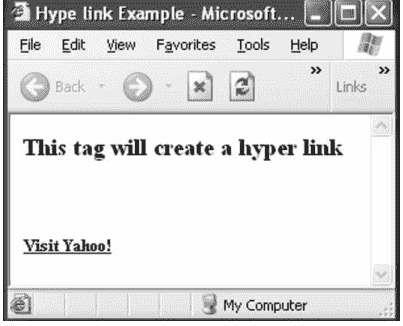 Hype link Example - Microsoft...
File Edit View Favorites Tools Help
Back » Links »
This tag will create a hyper link
Visit Yahoo!
My Computer